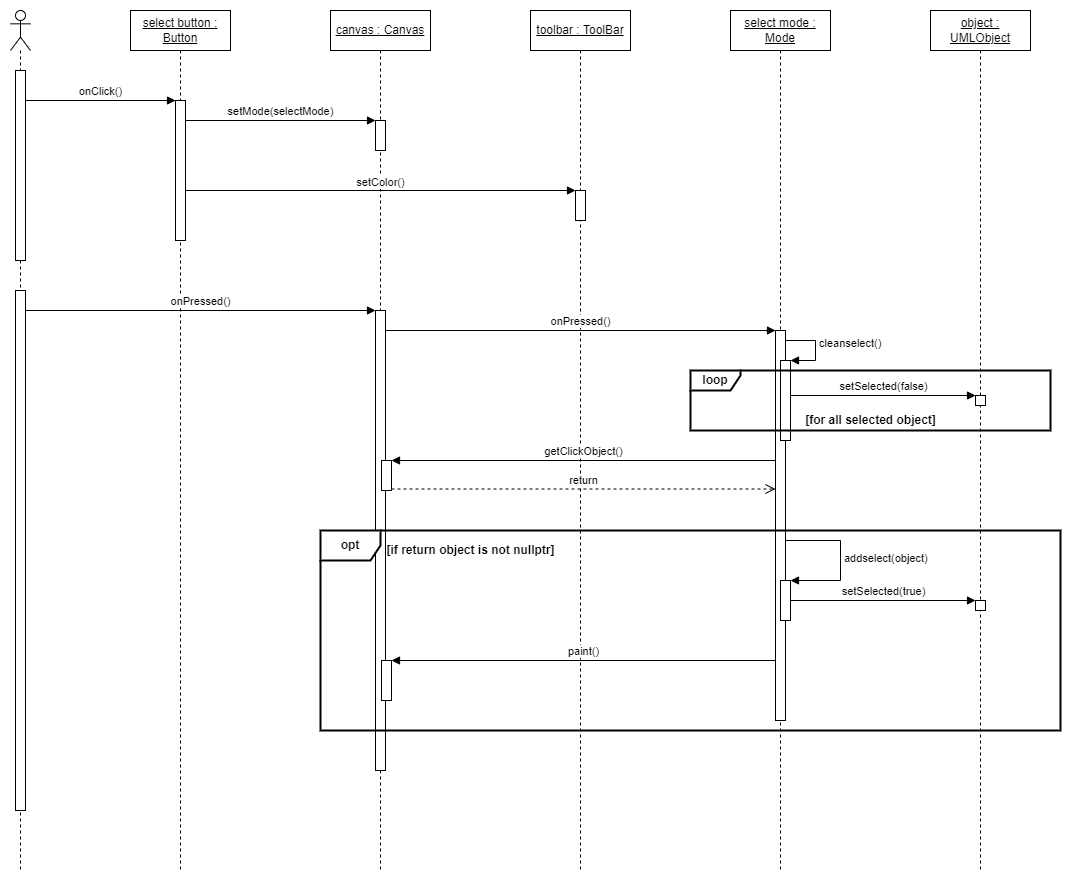 select button :
Button
canvas : Canvas
toolbar : ToolBar
select mode :
Mode
object :
UMLObject
onClick()
setMode(selectMode)
setColor()
onPressed()
onPressed()
cleanselect()
loop
setSelected(false)
[for all selected object]
getClickObject()
return
opt
[if return object is not nullptr]
addselect(object)
setSelected(true)
paint()